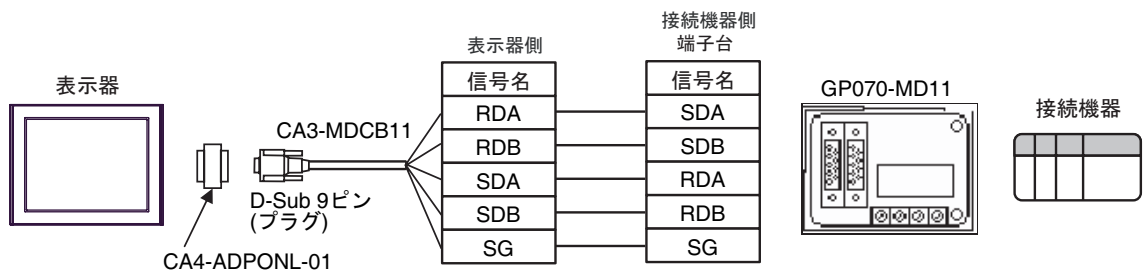 表示器
CA3-MDCB11
D-Sub 9ピン
(プラグ)
CA4-ADPONL-01
表示器側
信号名
RDA
RDB
SDA
SDB
SG
接続機器側
端子台
信号名
SDA
SDB
RDA
RDB
SG
GP070-MD11
接続機器